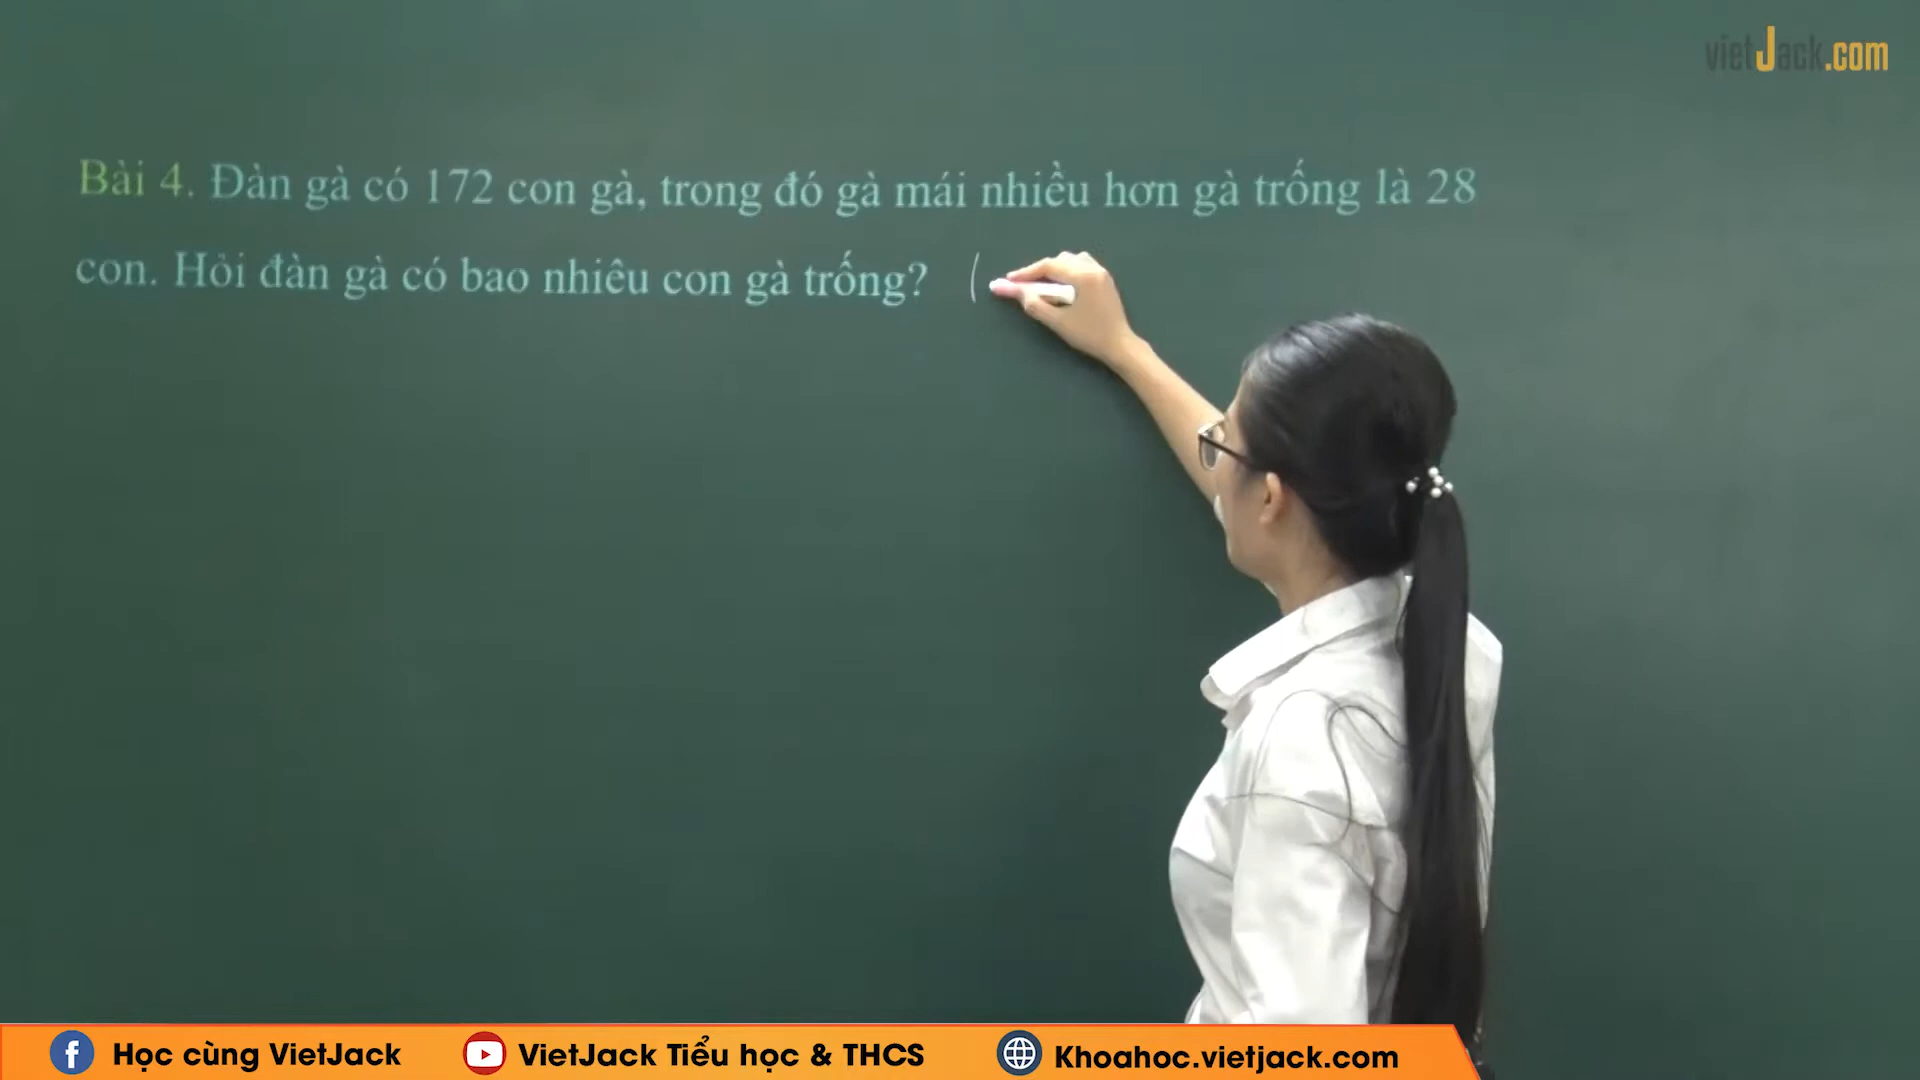 vietJack.com
Bài 4. Đàn gà có 172 con gà, trong đó gà mái nhiều hơn gà trống là 28
con. Hỏi đàn gà có bao nhiêu con gà trống? (
Học cùng VietJack
VietJack Tiểu học & THCS
Khoahoc.vietjack.com